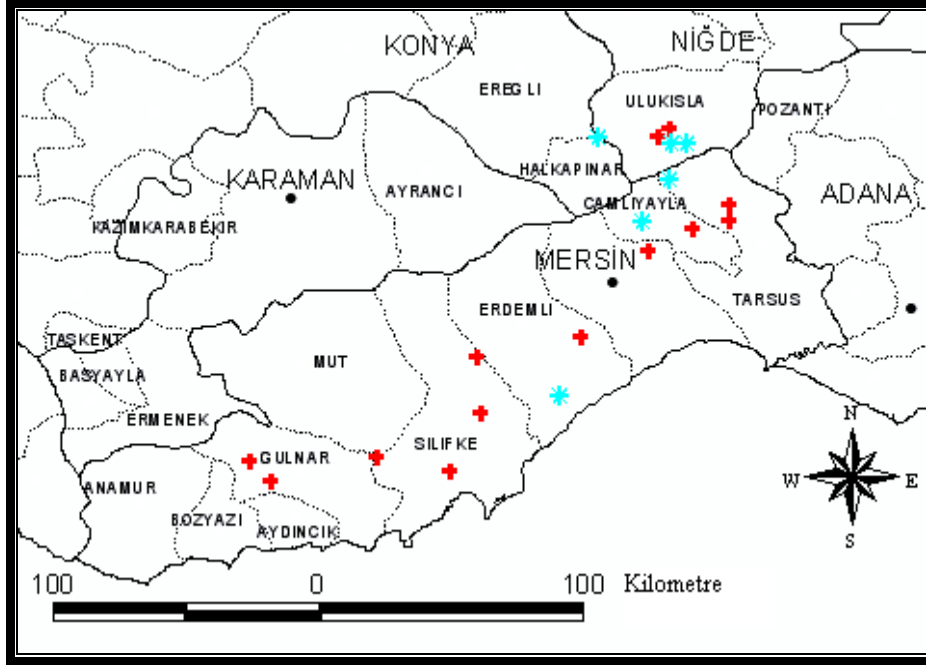 KONYA
NİĞDE
EREGLI
ULUKISLA
POZANTI
HALKAPINAR
KARAMAN
AYRANCI
CAMLIYAYLA
ADANA
KAZIMKARABEKIR
MERSİN
TARSUS
ERDEMLI
TASKENT
MUT
BASYAYLA
ERMENEK
SILIFKE
GULNAR
ANAMUR
BOZYAZI
AYDINCIK
N
W
E
S
100 0 100 Kilometre